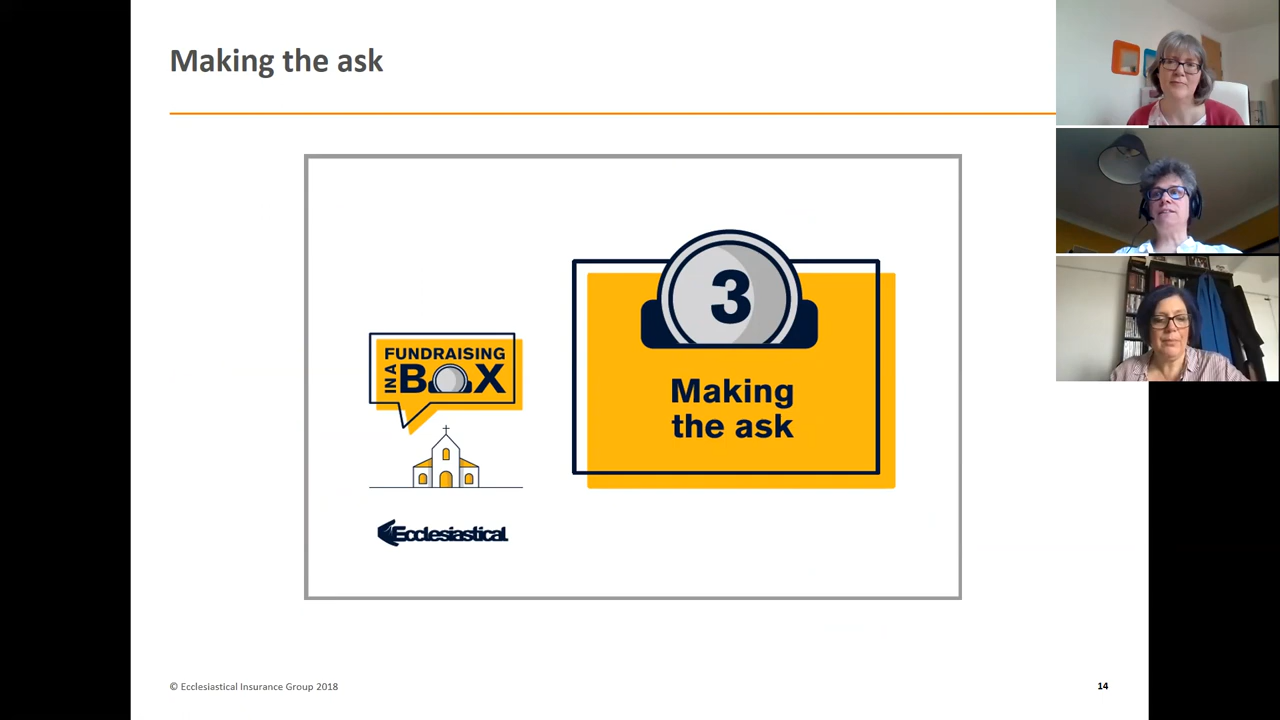 Making the ask
FUNDRAISING
IN A
BOX
Ecclesiastical
3
Making
the ask
© Ecclesiastical Insurance Group 2018
14